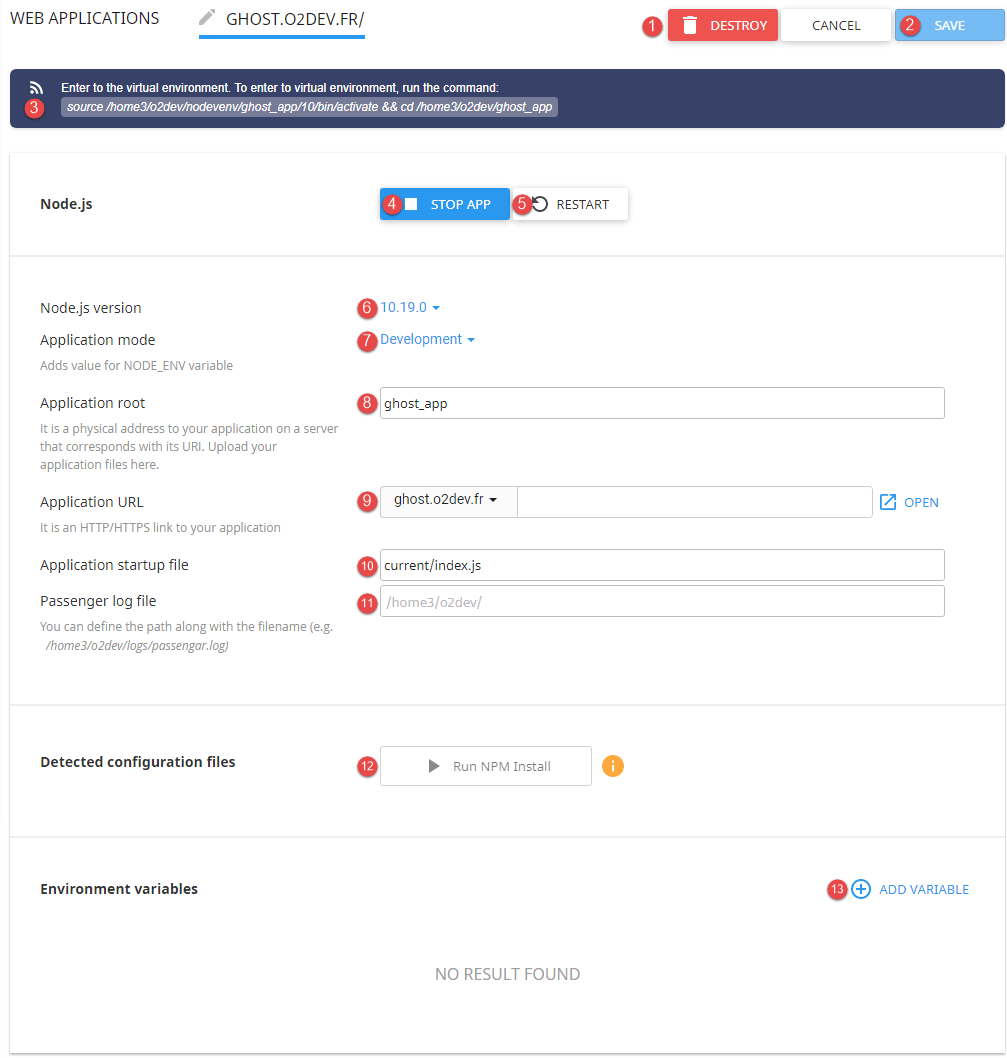 WEB APPLICATIONS GHOST.O2DEV.FR/ 1 DESTROY CANCEL 2 SAVE
Enter to the virtual environment. To enter to virtual environment, run the command:
3 source /home3/o2dev/nodevenv/ghost_app/10/bin/activate && cd /home3/o2dev/ghost_app
Node.js 4 STOP APP 5 RESTART
Node.js version 6 10.19.0
Application mode 7 Development
Adds value for NODE_ENV variable
Application root 8 ghost_app
It is a physical address to your application on a server
that corresponds with its URI. Upload your
application files here.
Application URL 9 ghost.o2dev.fr OPEN
It is an HTTP/HTTPS link to your application
Application startup file 10 current/index.js
Passenger log file 11 /home3/o2dev/
You can define the path along with the filename (e.g.
/home3/o2dev/logs/passengar.log)
Detected configuration files 12 Run NPM Install i
Environment variables 13 ADD VARIABLE
NO RESULT FOUND